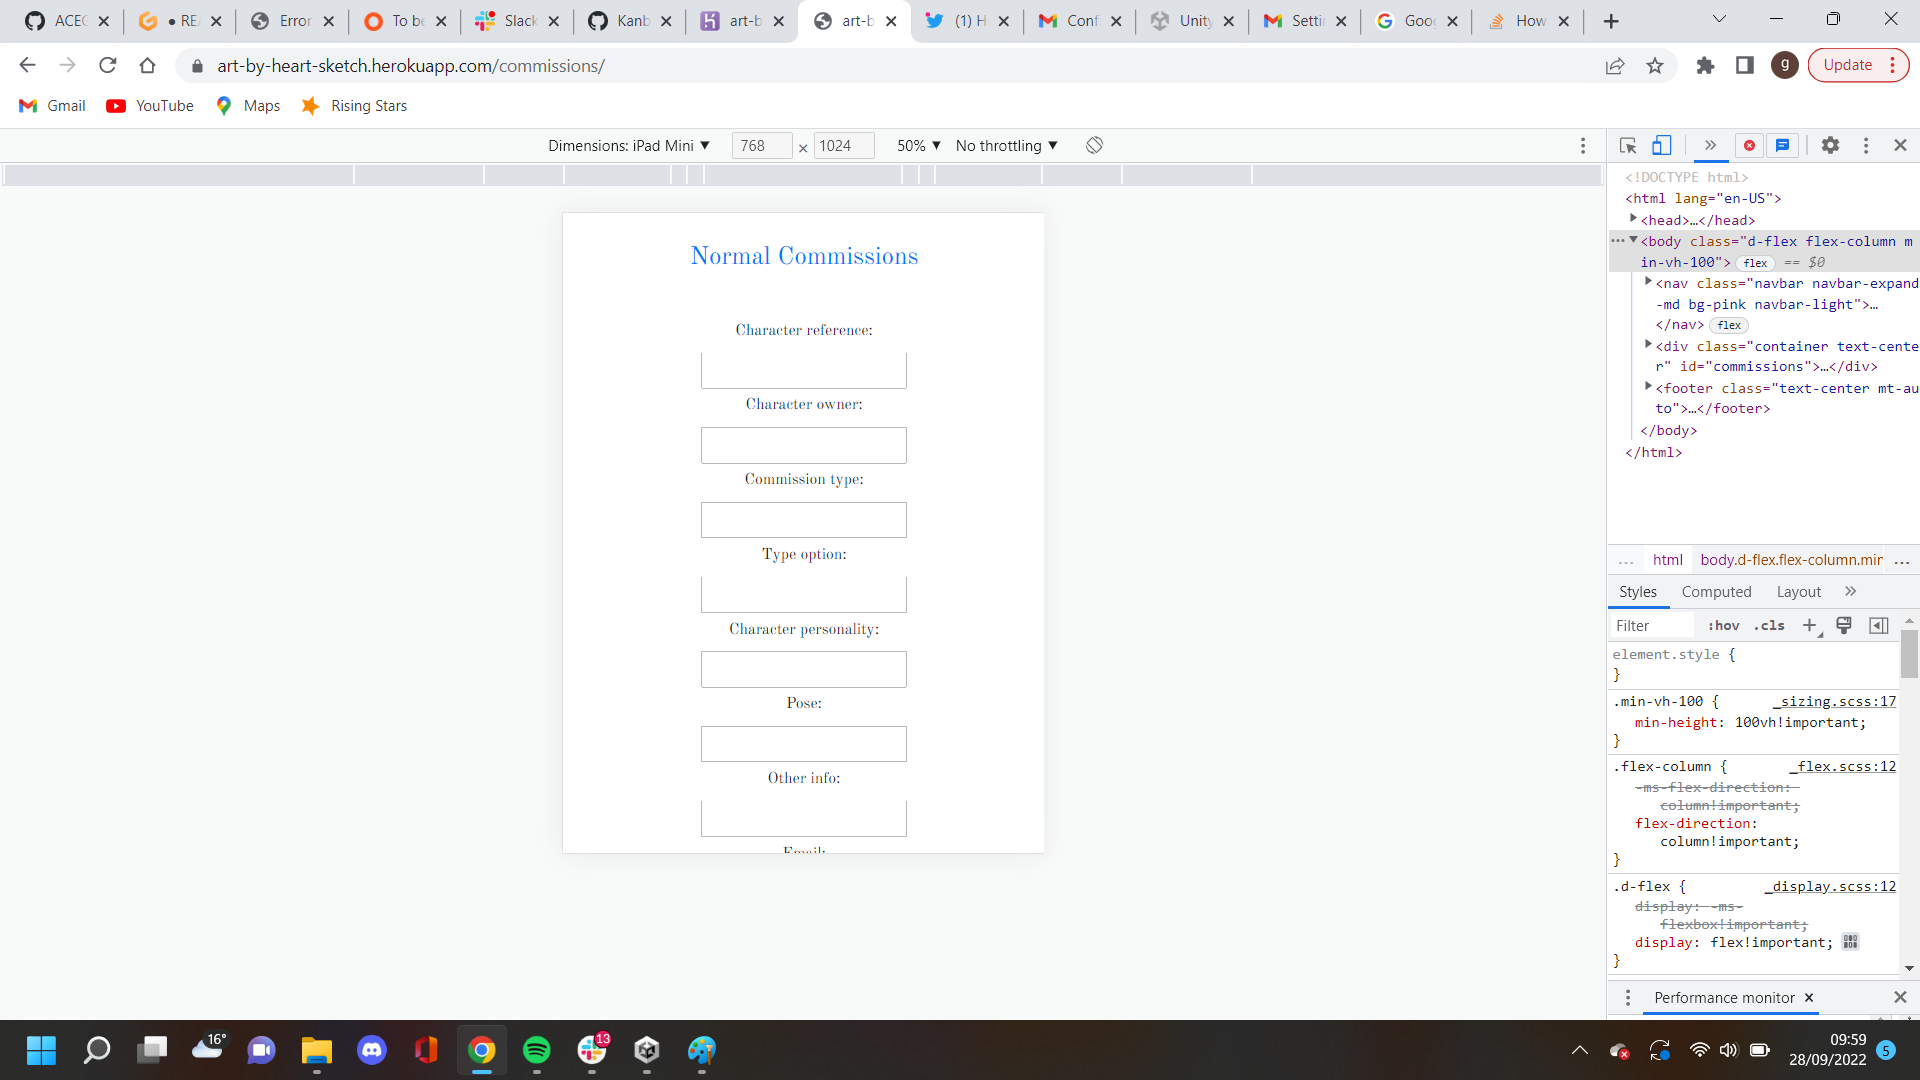 ACEC
● RE
Error
To be
Slack
Kanb
art-b
art-b
(1) H
Conf
Unity
Settin
Goog
How
art-by-heart-sketch.herokuapp.com/commissions/
g
Update
Gmail
YouTube
Maps
Rising Stars
Dimensions: iPad Mini ▼
768 × 1024
50% ▼
No throttling ▼
Normal Commissions
Character reference:
Character owner:
Commission type:
Type option:
Character personality:
Pose:
Other info:
Email:
<!DOCTYPE html>
<html lang="en-US">
<head>…</head>
<body class="d-flex flex-column m
in-vh-100"> flex == $0
<nav class="navbar navbar-expand
-md bg-pink navbar-light">…
</nav> flex
<div class="container text-cente
r" id="commissions">…</div>
<footer class="text-center mt-au
to">…</footer>
</body>
</html>
… html body.d-flex.flex-column.min …
Styles Computed Layout
Filter :hov .cls
element.style {
}
.min-vh-100 { _sizing.scss:17
min-height: 100vh!important;
}
.flex-column { _flex.scss:12
-ms-flex-direction:
column!important;
flex-direction:
column!important;
}
.d-flex { _display.scss:12
display: -ms-
flexbox!important;
display: flex!important;
}
Performance monitor
16°
13
09:59
28/09/2022
5